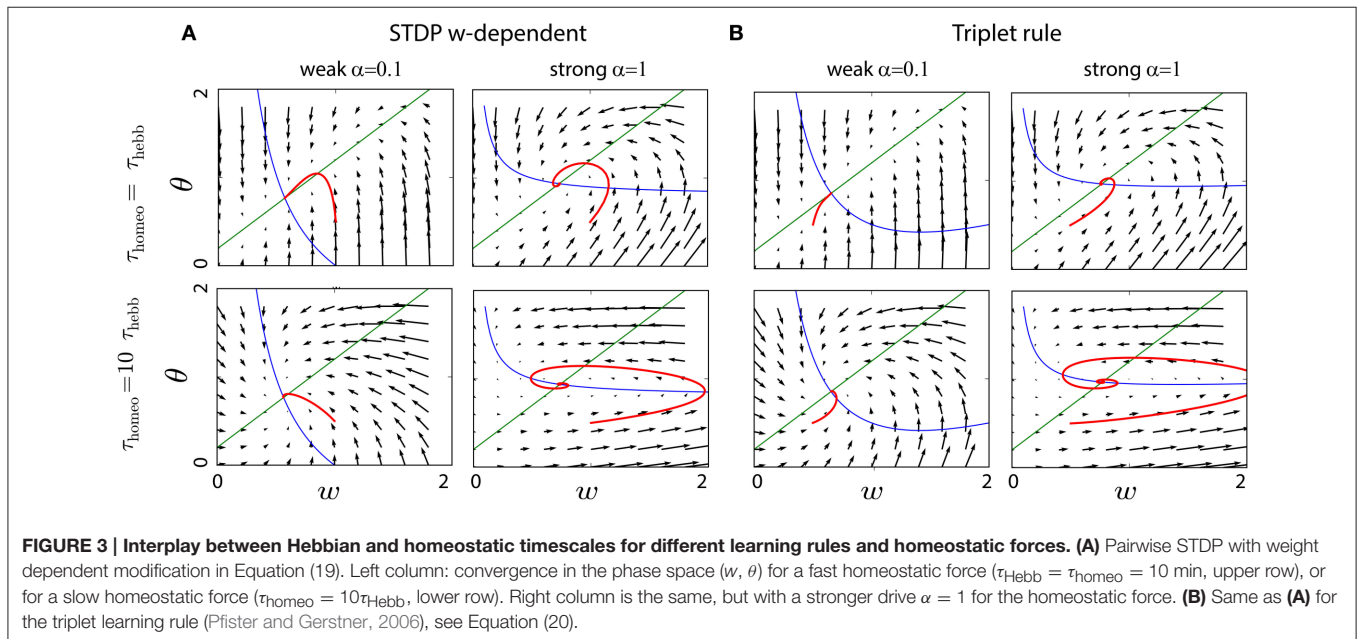 A
STDP w-dependent
B
Triplet rule
weak α=0.1
strong α=1
weak α=0.1
strong α=1
τhomeo = τhebb
θ
2
0
τhomeo=10 τhebb
θ
2
0
0
w
2
0
w
2
FIGURE 3 | Interplay between Hebbian and homeostatic timescales for different learning rules and homeostatic forces. (A) Pairwise STDP with weight
dependent modification in Equation (19). Left column: convergence in the phase space (w, θ) for a fast homeostatic force (τHebb = τhomeo = 10 min, upper row), or
for a slow homeostatic force (τhomeo = 10τHebb, lower row). Right column is the same, but with a stronger drive α = 1 for the homeostatic force. (B) Same as (A) for
the triplet learning rule (Pfister and Gerstner, 2006), see Equation (20).